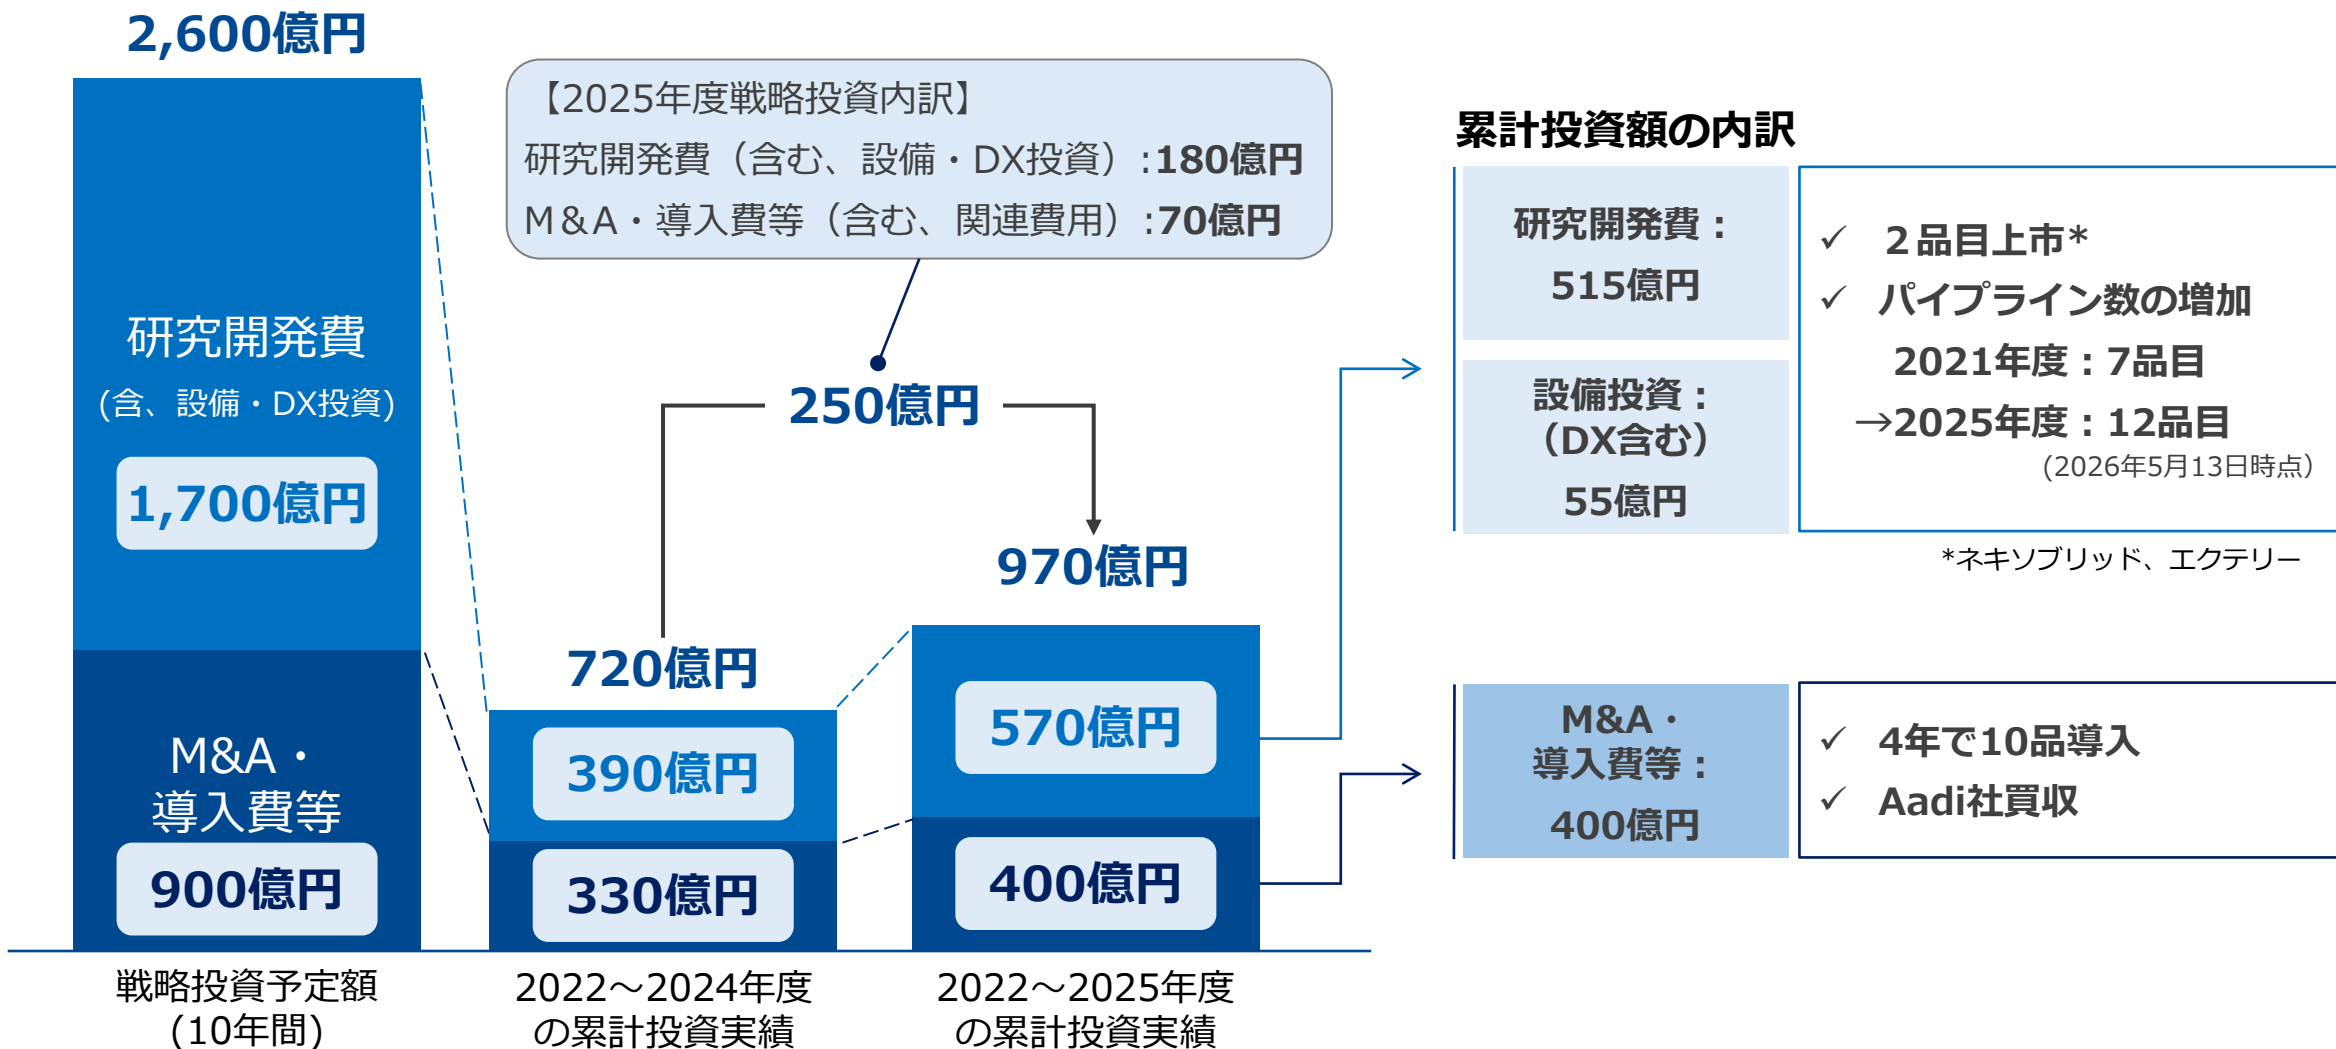 2,600億円
研究開発費
(含、設備・DX投資)
1,700億円
M&A・
導入費等
900億円
戦略投資予定額
(10年間)
【2025年度戦略投資内訳】
研究開発費（含む、設備・DX投資）:180億円
M&A・導入費等（含む、関連費用）:70億円
250億円
720億円
390億円
330億円
2022～2024年度
の累計投資実績
970億円
570億円
400億円
2022～2025年度
の累計投資実績
累計投資額の内訳
研究開発費：
515億円
設備投資：
（DX含む）
55億円
✓ ２品目上市*
✓ パイプライン数の増加
2021年度：7品目
→2025年度：12品目
(2026年5月13日時点）
*ネキソブリッド、エクテリー
M&A・
導入費等：
400億円
✓ 4年で10品導入
✓ Aadi社買収